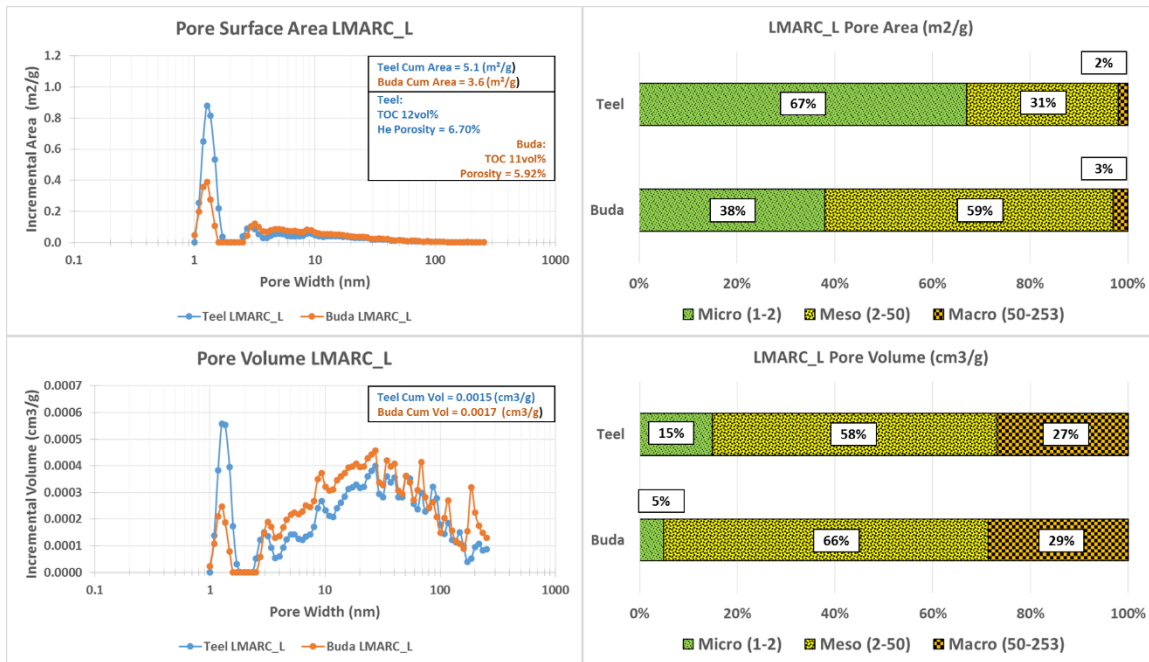 Pore Surface Area LMARC_L
Teel Cum Area = 5.1 (m²/g)
Buda Cum Area = 3.6 (m²/g)
Teel:
TOC 12vol%
He Porosity = 6.70%
Buda:
TOC 11vol%
Porosity = 5.92%
Incremental Area (m2/g)
1.2
1.0
0.8
0.6
0.4
0.2
0.0
0.1 1 10 100 1000
Pore Width (nm)
Teel LMARC_L Buda LMARC_L
LMARC_L Pore Area (m2/g)
2%
Teel 67% 31%
3%
Buda 38% 59%
0% 20% 40% 60% 80% 100%
Micro (1-2) Meso (2-50) Macro (50-253)
Pore Volume LMARC_L
Teel Cum Vol = 0.0015 (cm3/g)
Buda Cum Vol = 0.0017 (cm3/g)
Incremental Volume (cm3/g)
0.0007
0.0006
0.0005
0.0004
0.0003
0.0002
0.0001
0.0000
0.1 1 10 100 1000
Pore Width (nm)
Teel LMARC_L Buda LMARC_L
LMARC_L Pore Volume (cm3/g)
Teel 15% 58% 27%
5%
Buda 66% 29%
0% 20% 40% 60% 80% 100%
Micro (1-2) Meso (2-50) Macro (50-253)